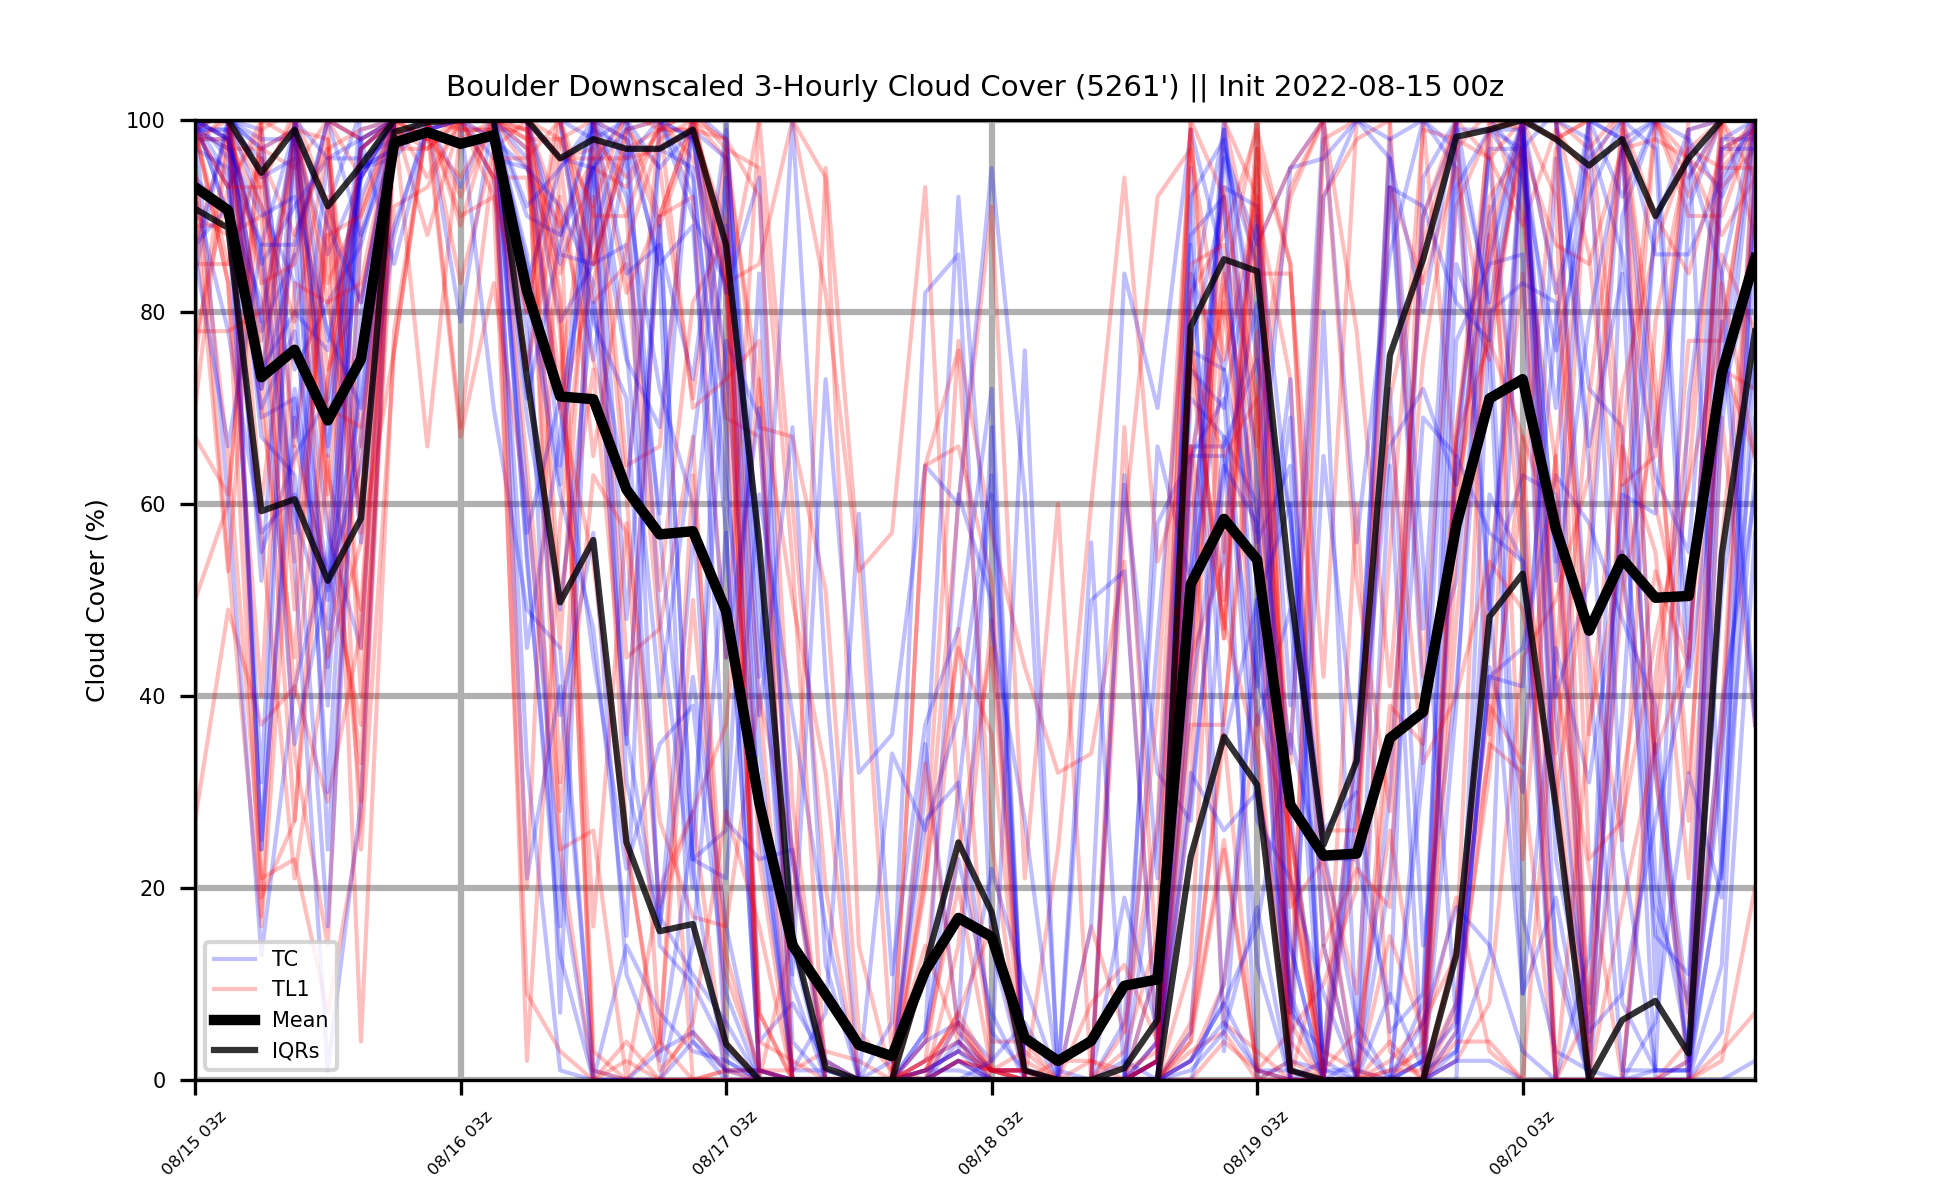 Boulder Downscaled 3-Hourly Cloud Cover (5261') || Init 2022-08-15 00z
100
80
60
40
20
0
Cloud Cover (%)
TC
TL1
Mean
IQRs
08/15 03z
08/16 03z
08/17 03z
08/18 03z
08/19 03z
08/20 03z